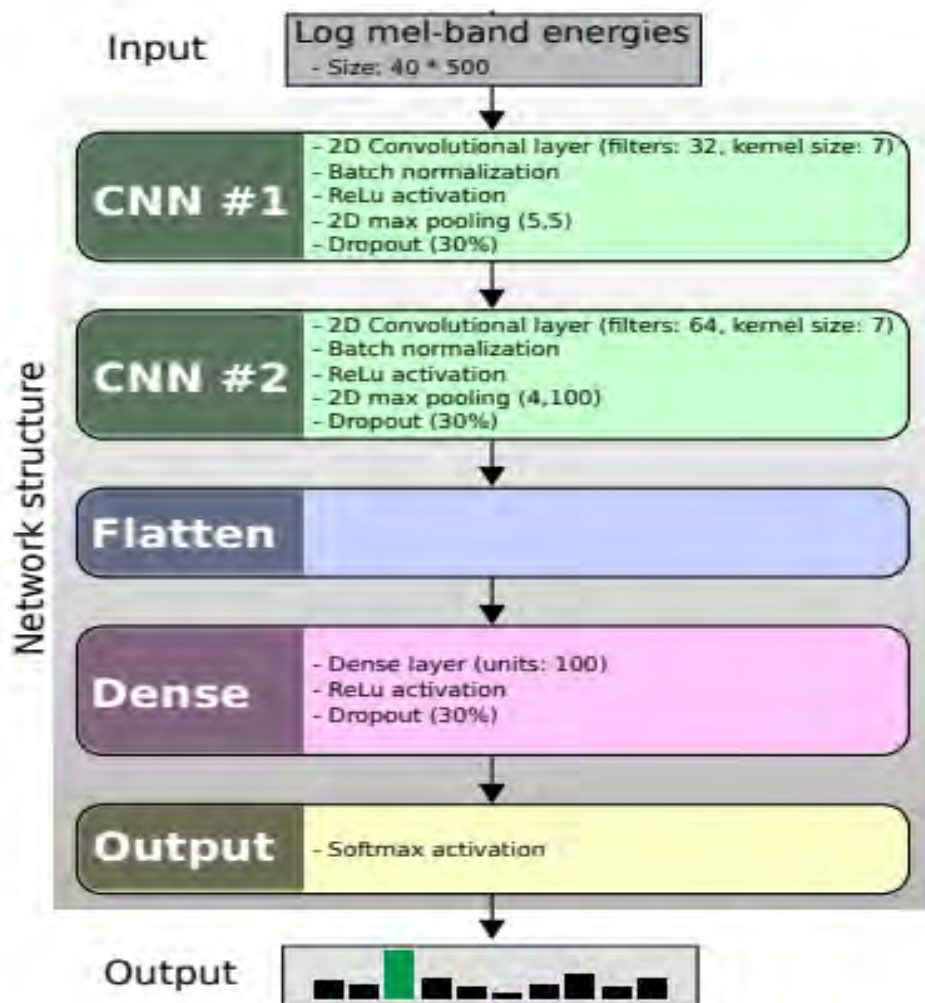 Input
Log mel-band energies
- Size: 40 * 500
Network structure
CNN #1
- 2D Convolutional layer (filters: 32, kernel size: 7)
- Batch normalization
- ReLu activation
- 2D max pooling (5,5)
- Dropout (30%)
CNN #2
- 2D Convolutional layer (filters: 64, kernel size: 7)
- Batch normalization
- ReLu activation
- 2D max pooling (4,100)
- Dropout (30%)
Flatten
Dense
- Dense layer (units: 100)
- ReLu activation
- Dropout (30%)
Output
- Softmax activation
Output